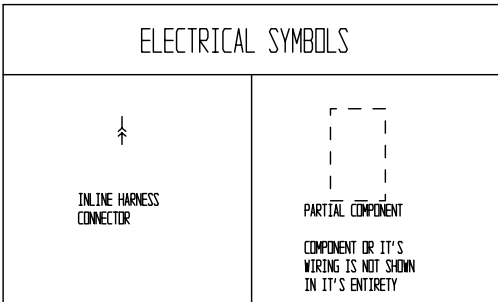 ELECTRICAL SYMBOLS
INLINE HARNESS
CONNECTOR
PARTIAL COMPONENT
COMPONENT OR IT'S
WIRING IS NOT SHOWN
IN IT'S ENTIRETY